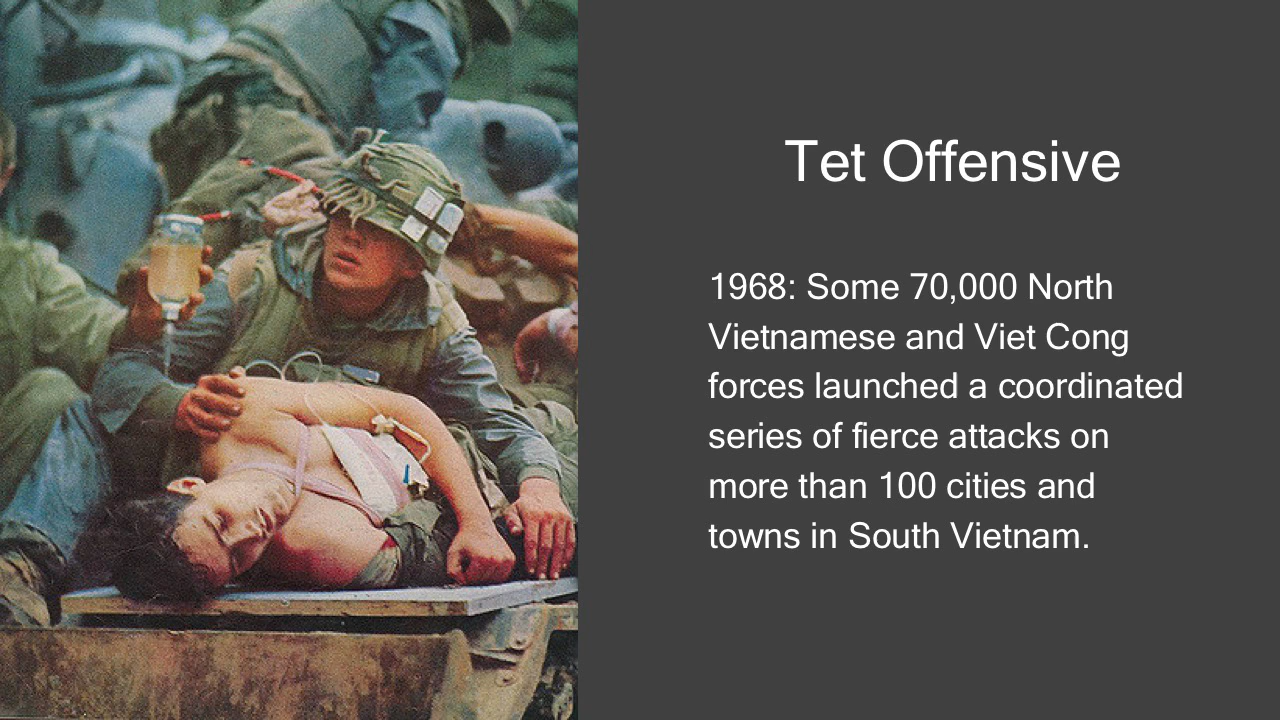 Tet Offensive
1968: Some 70,000 North
Vietnamese and Viet Cong
forces launched a coordinated
series of fierce attacks on
more than 100 cities and
towns in South Vietnam.